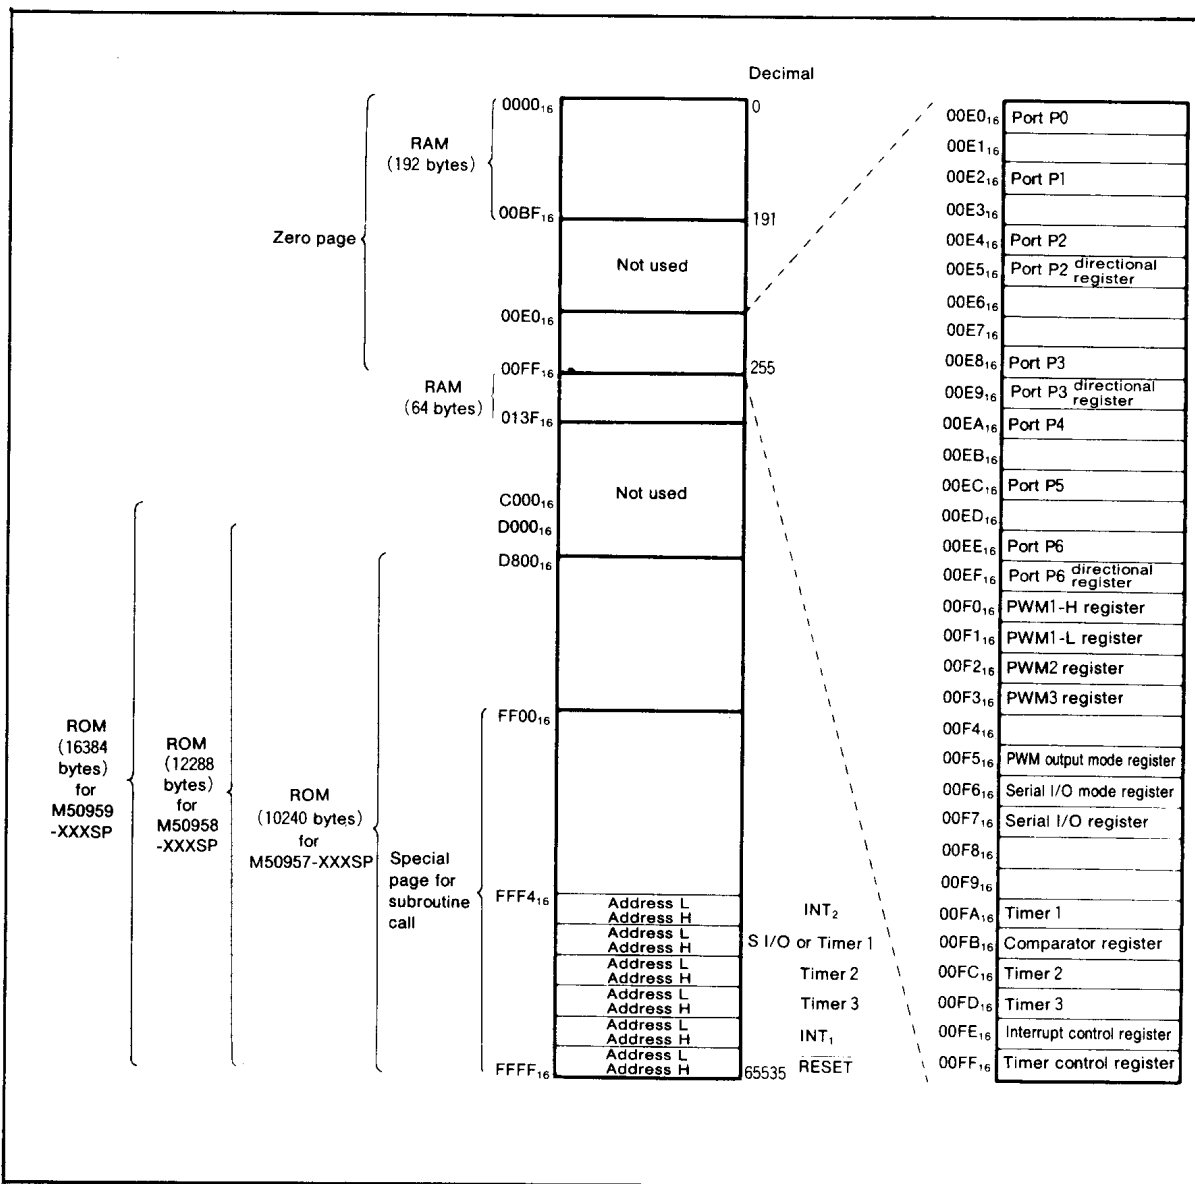 Decimal
0000₁₆
0
RAM
(192 bytes)
00BF₁₆
191
Zero page
Not used
00E0₁₆
00FF₁₆
255
RAM
(64 bytes)
013F₁₆
Not used
C000₁₆
D000₁₆
D800₁₆
ROM
(16384
bytes)
for
M50959
-XXXSP
ROM
(12288
bytes)
for
M50958
-XXXSP
ROM
(10240 bytes)
for
M50957-XXXSP
Special
page for
subroutine
call
FF00₁₆
FFF4₁₆
Address L
Address H
INT₂
Address L
Address H
S I/O or Timer 1
Address L
Address H
Timer 2
Address L
Address H
Timer 3
Address L
Address H
INT₁
Address L
Address H
FFFF₁₆
65535
RESET
00E0₁₆ Port P0
00E1₁₆
00E2₁₆ Port P1
00E3₁₆
00E4₁₆ Port P2
00E5₁₆ Port P2 directional register
00E6₁₆
00E7₁₆
00E8₁₆ Port P3
00E9₁₆ Port P3 directional register
00EA₁₆ Port P4
00EB₁₆
00EC₁₆ Port P5
00ED₁₆
00EE₁₆ Port P6
00EF₁₆ Port P6 directional register
00F0₁₆ PWM1-H register
00F1₁₆ PWM1-L register
00F2₁₆ PWM2 register
00F3₁₆ PWM3 register
00F4₁₆
00F5₁₆ PWM output mode register
00F6₁₆ Serial I/O mode register
00F7₁₆ Serial I/O register
00F8₁₆
00F9₁₆
00FA₁₆ Timer 1
00FB₁₆ Comparator register
00FC₁₆ Timer 2
00FD₁₆ Timer 3
00FE₁₆ Interrupt control register
00FF₁₆ Timer control register